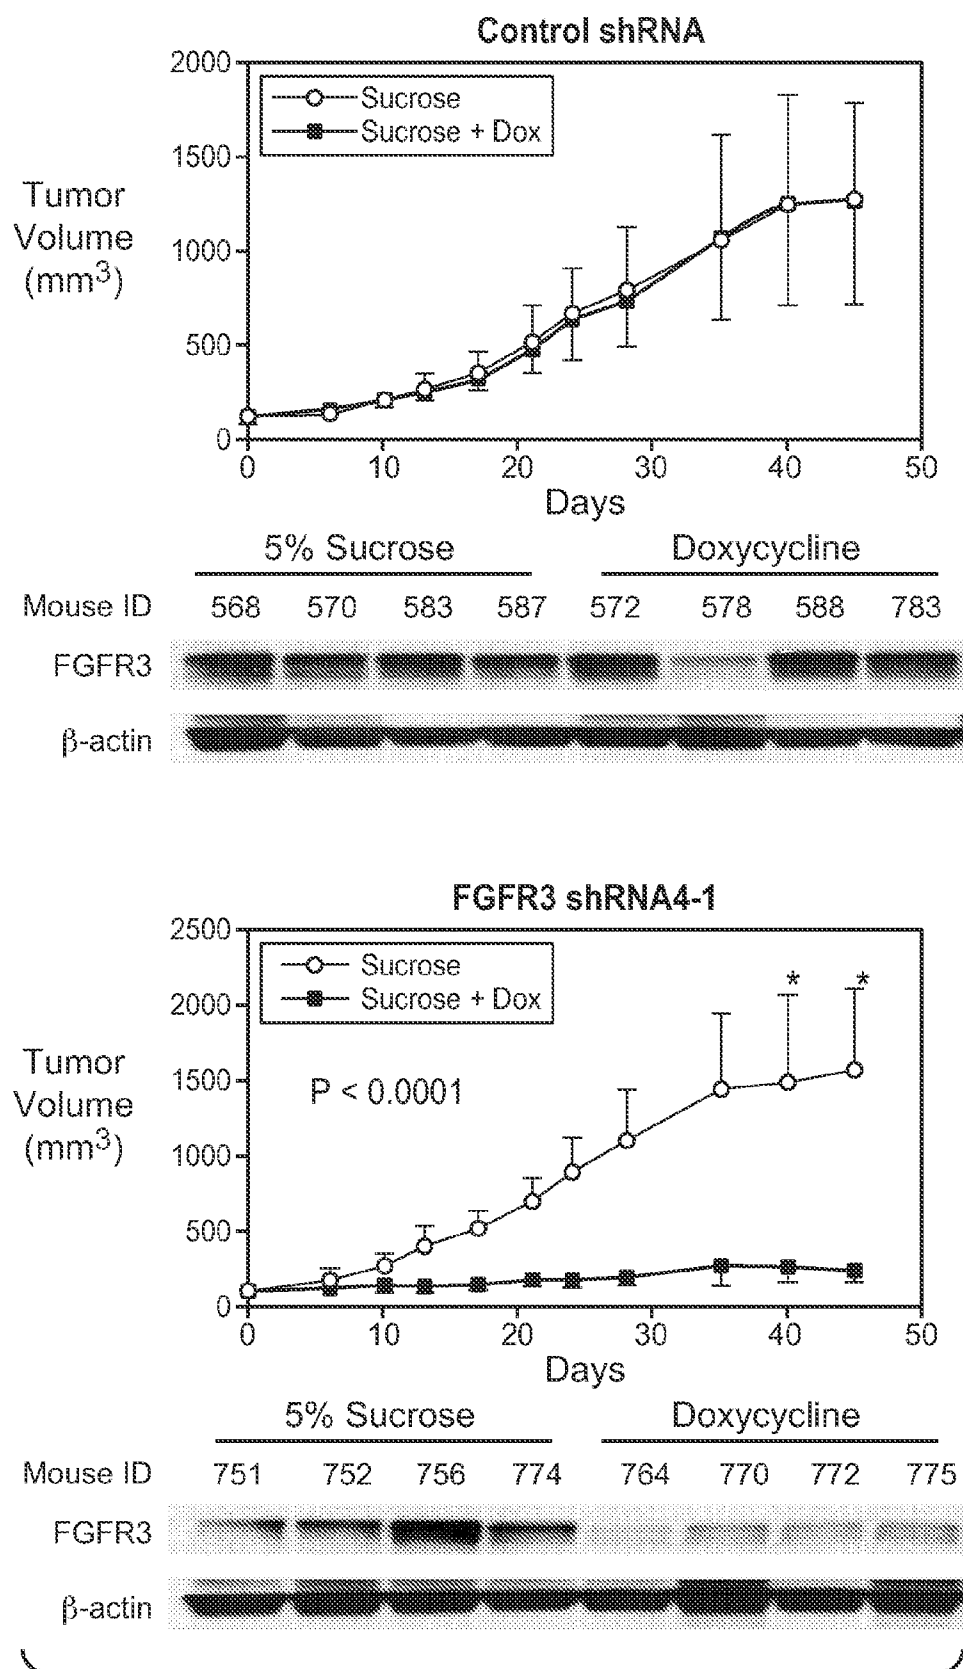 Control shRNA
2000
1500
1000
500
0
Tumor
Volume
(mm3)
Sucrose
Sucrose + Dox
0 10 20 30 40 50
Days
5% Sucrose Doxycycline
Mouse ID 568 570 583 587 572 578 588 783
FGFR3
β-actin
FGFR3 shRNA4-1
2500
2000
1500
1000
500
0
Tumor
Volume
(mm3)
Sucrose
Sucrose + Dox
* *
P < 0.0001
0 10 20 30 40 50
Days
5% Sucrose Doxycycline
Mouse ID 751 752 756 774 764 770 772 775
FGFR3
β-actin